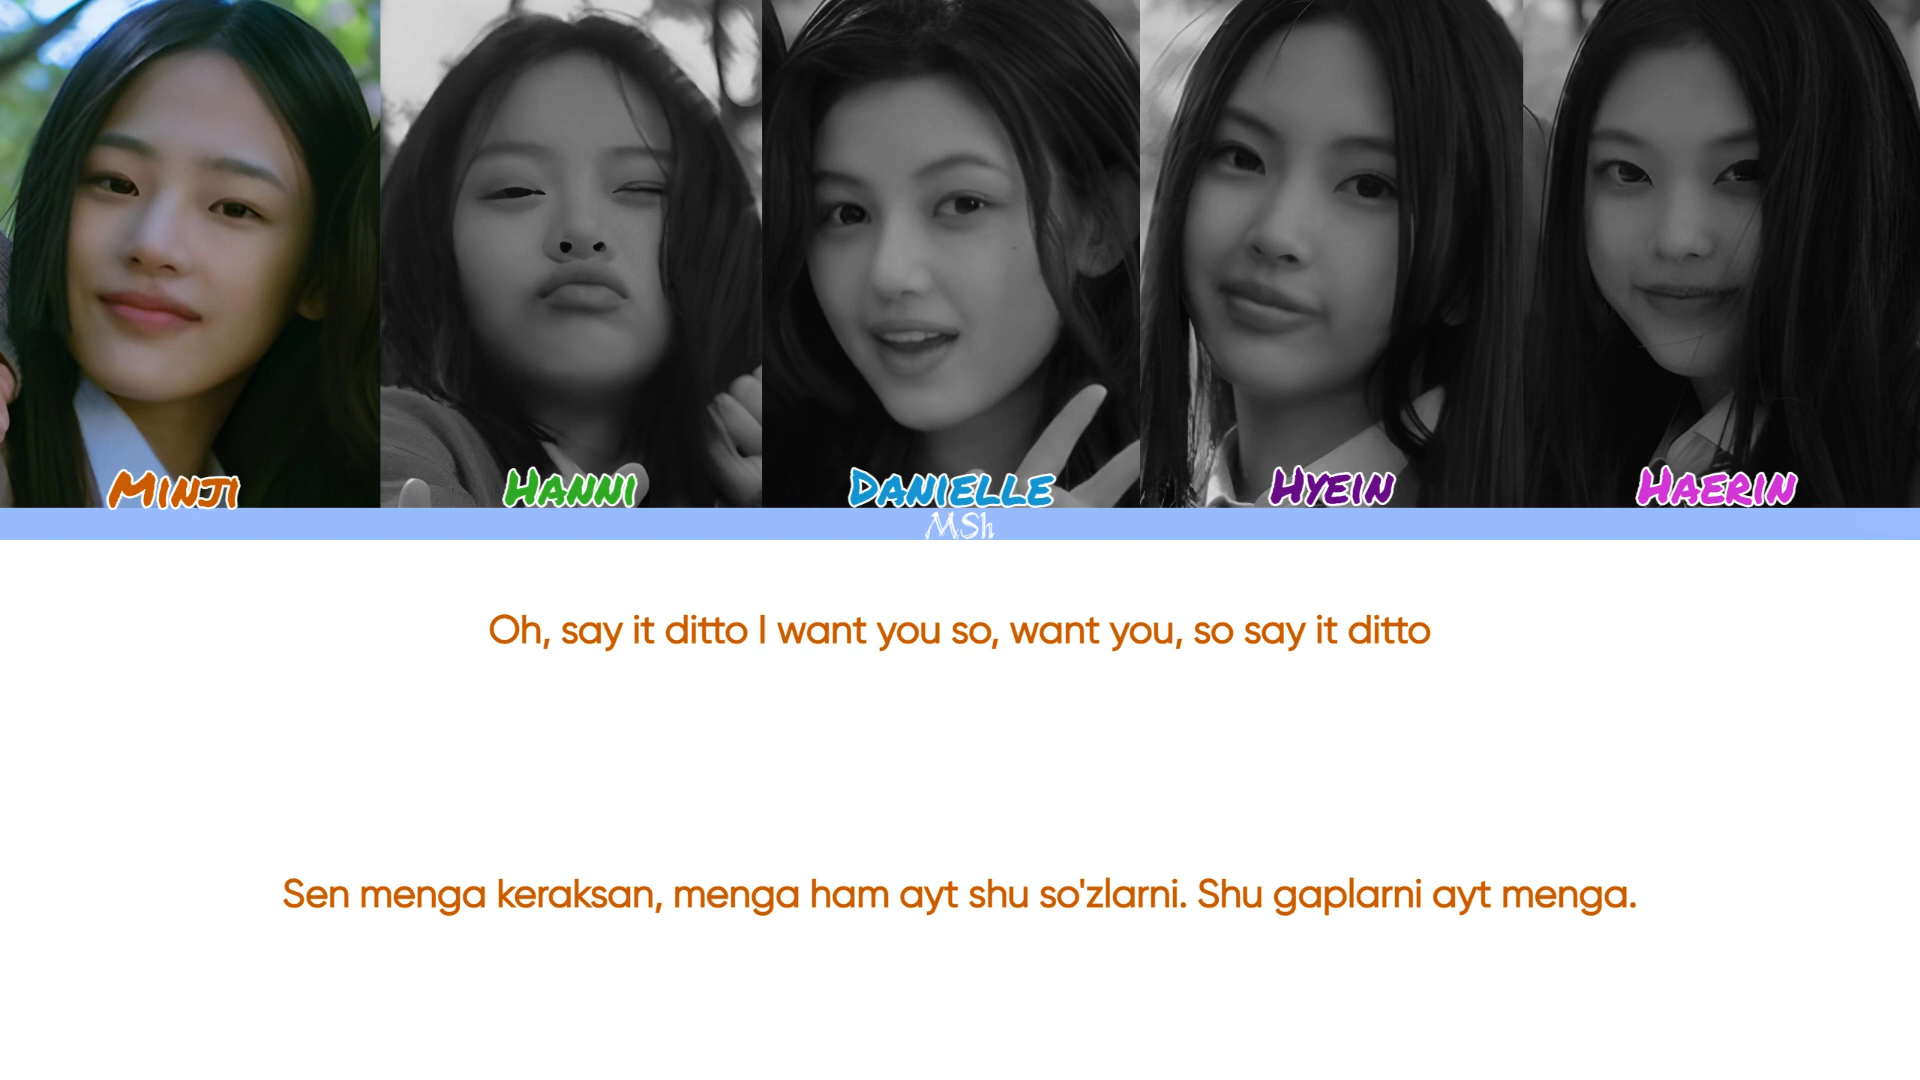 Minji
Hanni
Danielle
Hyein
Haerin
MSh
Oh, say it ditto I want you so, want you, so say it ditto
Sen menga keraksan, menga ham ayt shu so'zlarni. Shu gaplarni ayt menga.